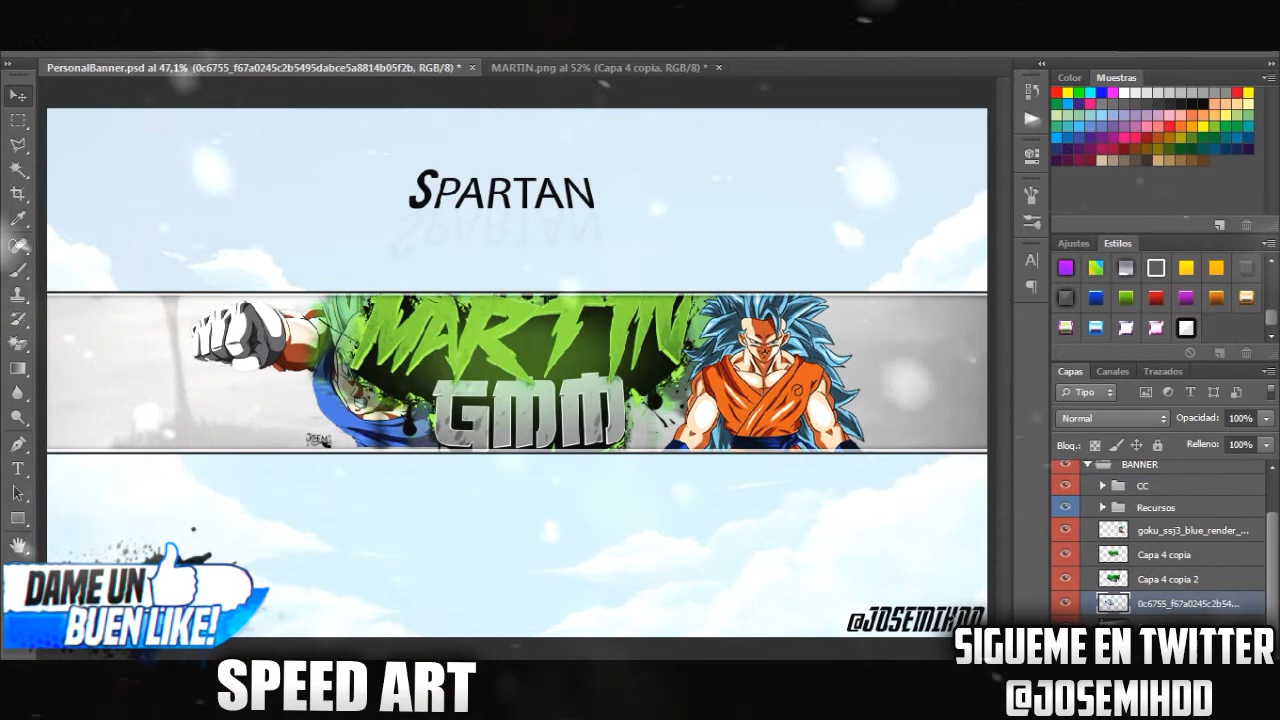 PersonalBanner.psd al 47,1% (0c6755_f67a0245c2b5495dabce5a8814b05f2b, RGB/8) * ×
MARTIN.png al 52% (Capa 4 copia, RGB/8) * ×
Color Muestras
SPARTAN
MARTIN
GMM
@JOSEMIHDD
DAME UN
BUEN LIKE!
Ajustes Estilos
Capas Canales Trazados
Tipo
Normal Opacidad: 100%
Bloq.: Relleno: 100%
BANNER
CC
Recursos
goku_ssj3_blue_render_...
Capa 4 copia
Capa 4 copia 2
0c6755_f67a0245c2b54...
SPEED ART
SIGUEME EN TWITTER
@JOSEMIHDD